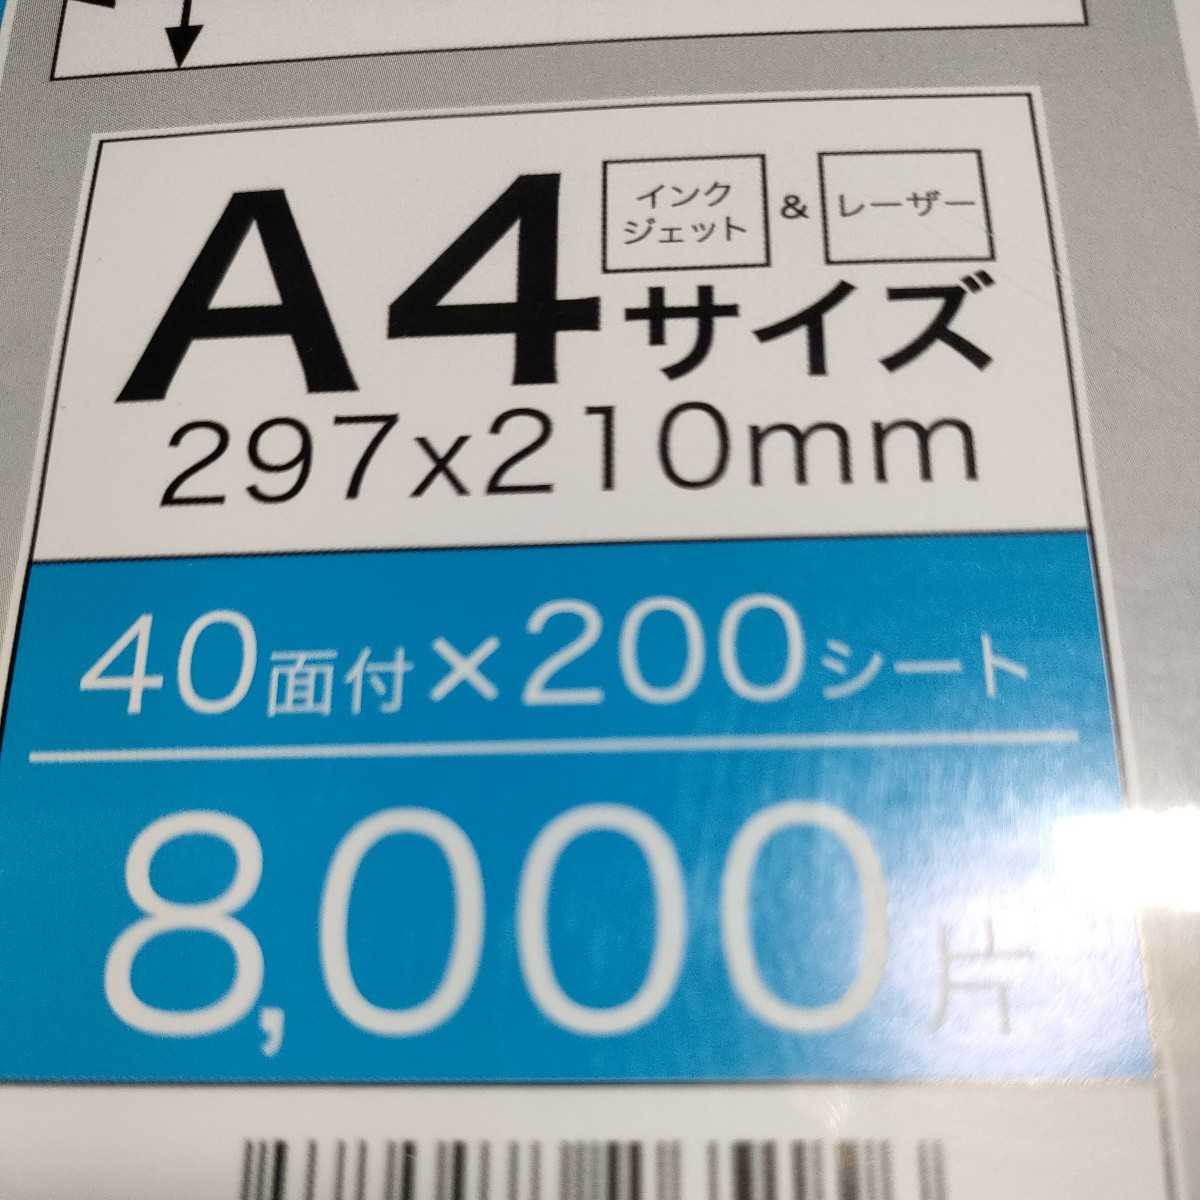 A4
インク
ジェット
&
レーザー
サイズ
297x210mm
40面付×200シート
8,000片